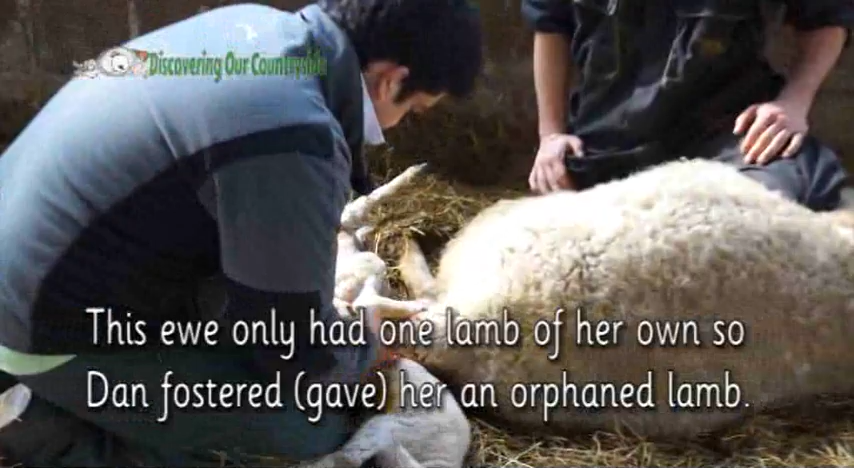 Discovering Our Countryside
This ewe only had one lamb of her own so
Dan fostered (gave) her an orphaned lamb.